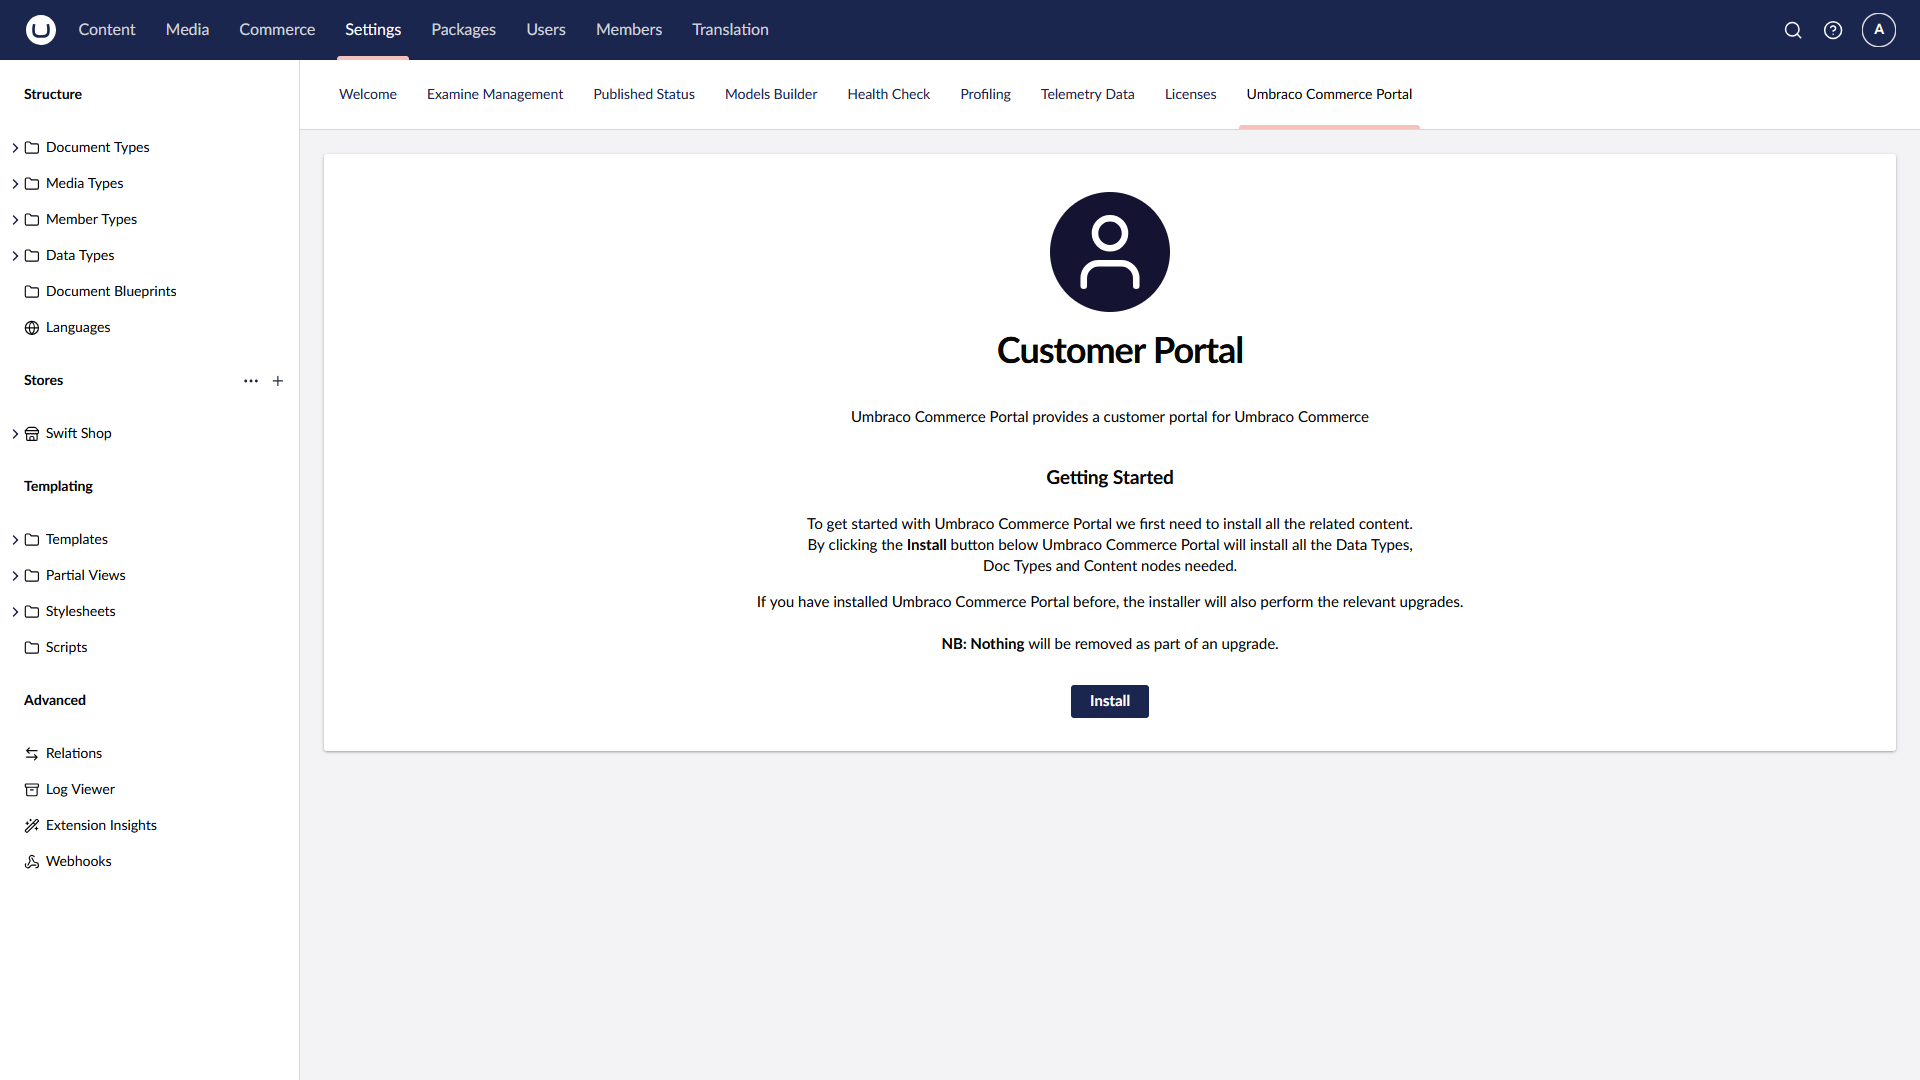 Content Media Commerce Settings Packages Users Members Translation A
Structure
Document Types
Media Types
Member Types
Data Types
Document Blueprints
Languages
Stores
Swift Shop
Templating
Templates
Partial Views
Stylesheets
Scripts
Advanced
Relations
Log Viewer
Extension Insights
Webhooks
Welcome Examine Management Published Status Models Builder Health Check Profiling Telemetry Data Licenses Umbraco Commerce Portal
Customer Portal
Umbraco Commerce Portal provides a customer portal for Umbraco Commerce
Getting Started
To get started with Umbraco Commerce Portal we first need to install all the related content.
By clicking the Install button below Umbraco Commerce Portal will install all the Data Types,
Doc Types and Content nodes needed.
If you have installed Umbraco Commerce Portal before, the installer will also perform the relevant upgrades.
NB: Nothing will be removed as part of an upgrade.
Install